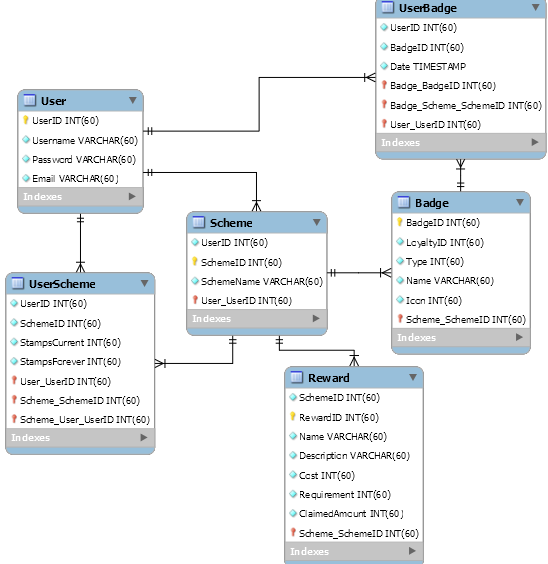 UserBadge
UserID INT(60)
BadgeID INT(60)
Date TIMESTAMP
Badge_BadgeID INT(60)
Badge_Scheme_SchemeID INT(60)
User_UserID INT(60)
Indexes
User
UserID INT(60)
Username VARCHAR(60)
Password VARCHAR(60)
Email VARCHAR(60)
Indexes
Badge
BadgeID INT(60)
LoyaltyID INT(60)
Type INT(60)
Name VARCHAR(60)
Icon INT(60)
Scheme_SchemeID INT(60)
Indexes
Scheme
UserID INT(60)
SchemeID INT(60)
SchemeName VARCHAR(60)
User_UserID INT(60)
Indexes
UserScheme
UserID INT(60)
SchemeID INT(60)
StampsCurrent INT(60)
StampsForever INT(60)
User_UserID INT(60)
Scheme_SchemeID INT(60)
Scheme_User_UserID INT(60)
Indexes
Reward
SchemeID INT(60)
RewardID INT(60)
Name VARCHAR(60)
Description VARCHAR(60)
Cost INT(60)
Requirement INT(60)
ClaimedAmount INT(60)
Scheme_SchemeID INT(60)
Indexes